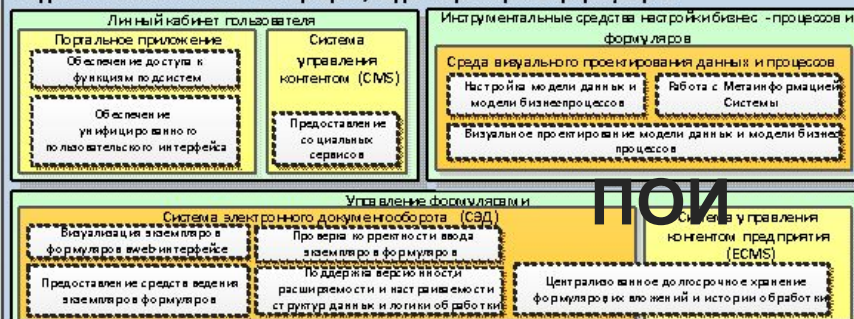 Личный кабинет пользователя
Портальное приложение
Обеспечение доступа к
функциям подсистем
Обеспечение
унифицированного
пользовательского интерфейса
Система
управления
контентом (CMS)
Предоставление
социальных
сервисов
Инструментальные средства настройки бизнес -процессов и
формуляров
Среда визуального проектирования данных и процессов
Настройка модели данных и
модели бизнес процессов
Работа с Метаинформацией
Системы
Визуальное проектирование модели данных и модели бизнес
процессов
ПОИ
Управление формулярами
Система электронного документооборота (СЭД)
Визуализация экземпляров
формуляров в web интерфейсе
Проверка корректности ввода
экземпляров формуляров
Предоставление средств ведения
экземпляров формуляров
Поддержка версионности,
расширяемости и настраиваемости
структур данных и логики обработки
Система управления
контентом предприятия
(ECMS)
Централизованное долгосрочное хранение
формуляров их вложений и истории обработки